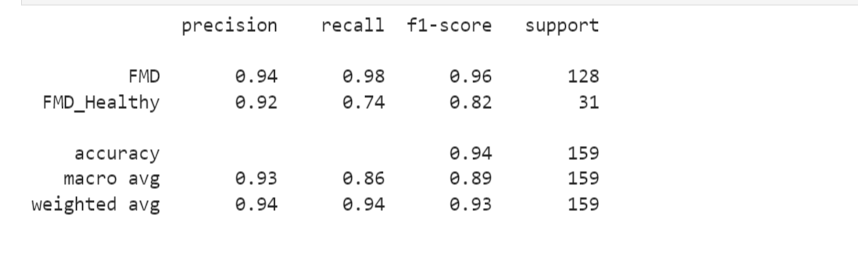 precision recall f1-score support
FMD 0.94 0.98 0.96 128
FMD_Healthy 0.92 0.74 0.82 31
accuracy 0.94 159
macro avg 0.93 0.86 0.89 159
weighted avg 0.94 0.94 0.93 159